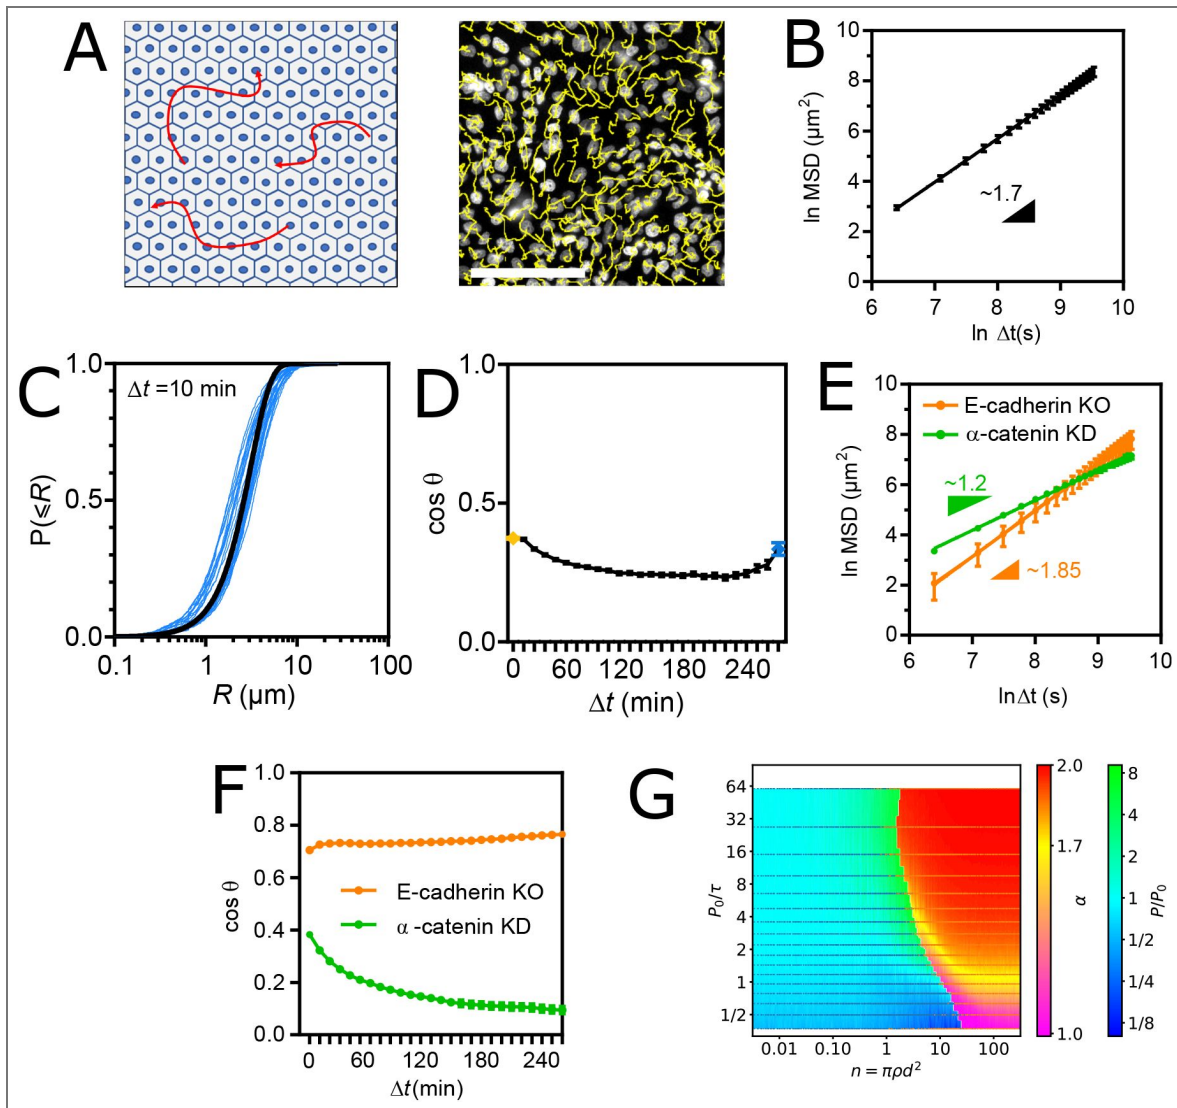 A
B
ln MSD (µm²)
10
8
6
4
2
0
~1.7
6 7 8 9 10
ln Δt(s)
C
Δt =10 min
P(⩽R)
1.0
0.5
0.0
0.1 1 10 100
R (µm)
D
cos θ
1.0
0.5
0.0
0 60 120 180 240
Δt (min)
E
ln MSD (µm²)
10
8
6
4
2
0
E-cadherin KO
α-catenin KD
~1.2
~1.85
6 7 8 9 10
ln Δt (s)
F
cos θ
1.0
0.8
0.6
0.4
0.2
0.0
E-cadherin KO
α-catenin KD
0 60 120 180 240
Δt(min)
G
P₀/τ
64
32
16
8
4
2
1
1/2
0.01 0.10 1 10 100
n = πρd²
2.0
1.7
1.0
α
8
4
2
1
1/2
1/4
1/8
P/P₀